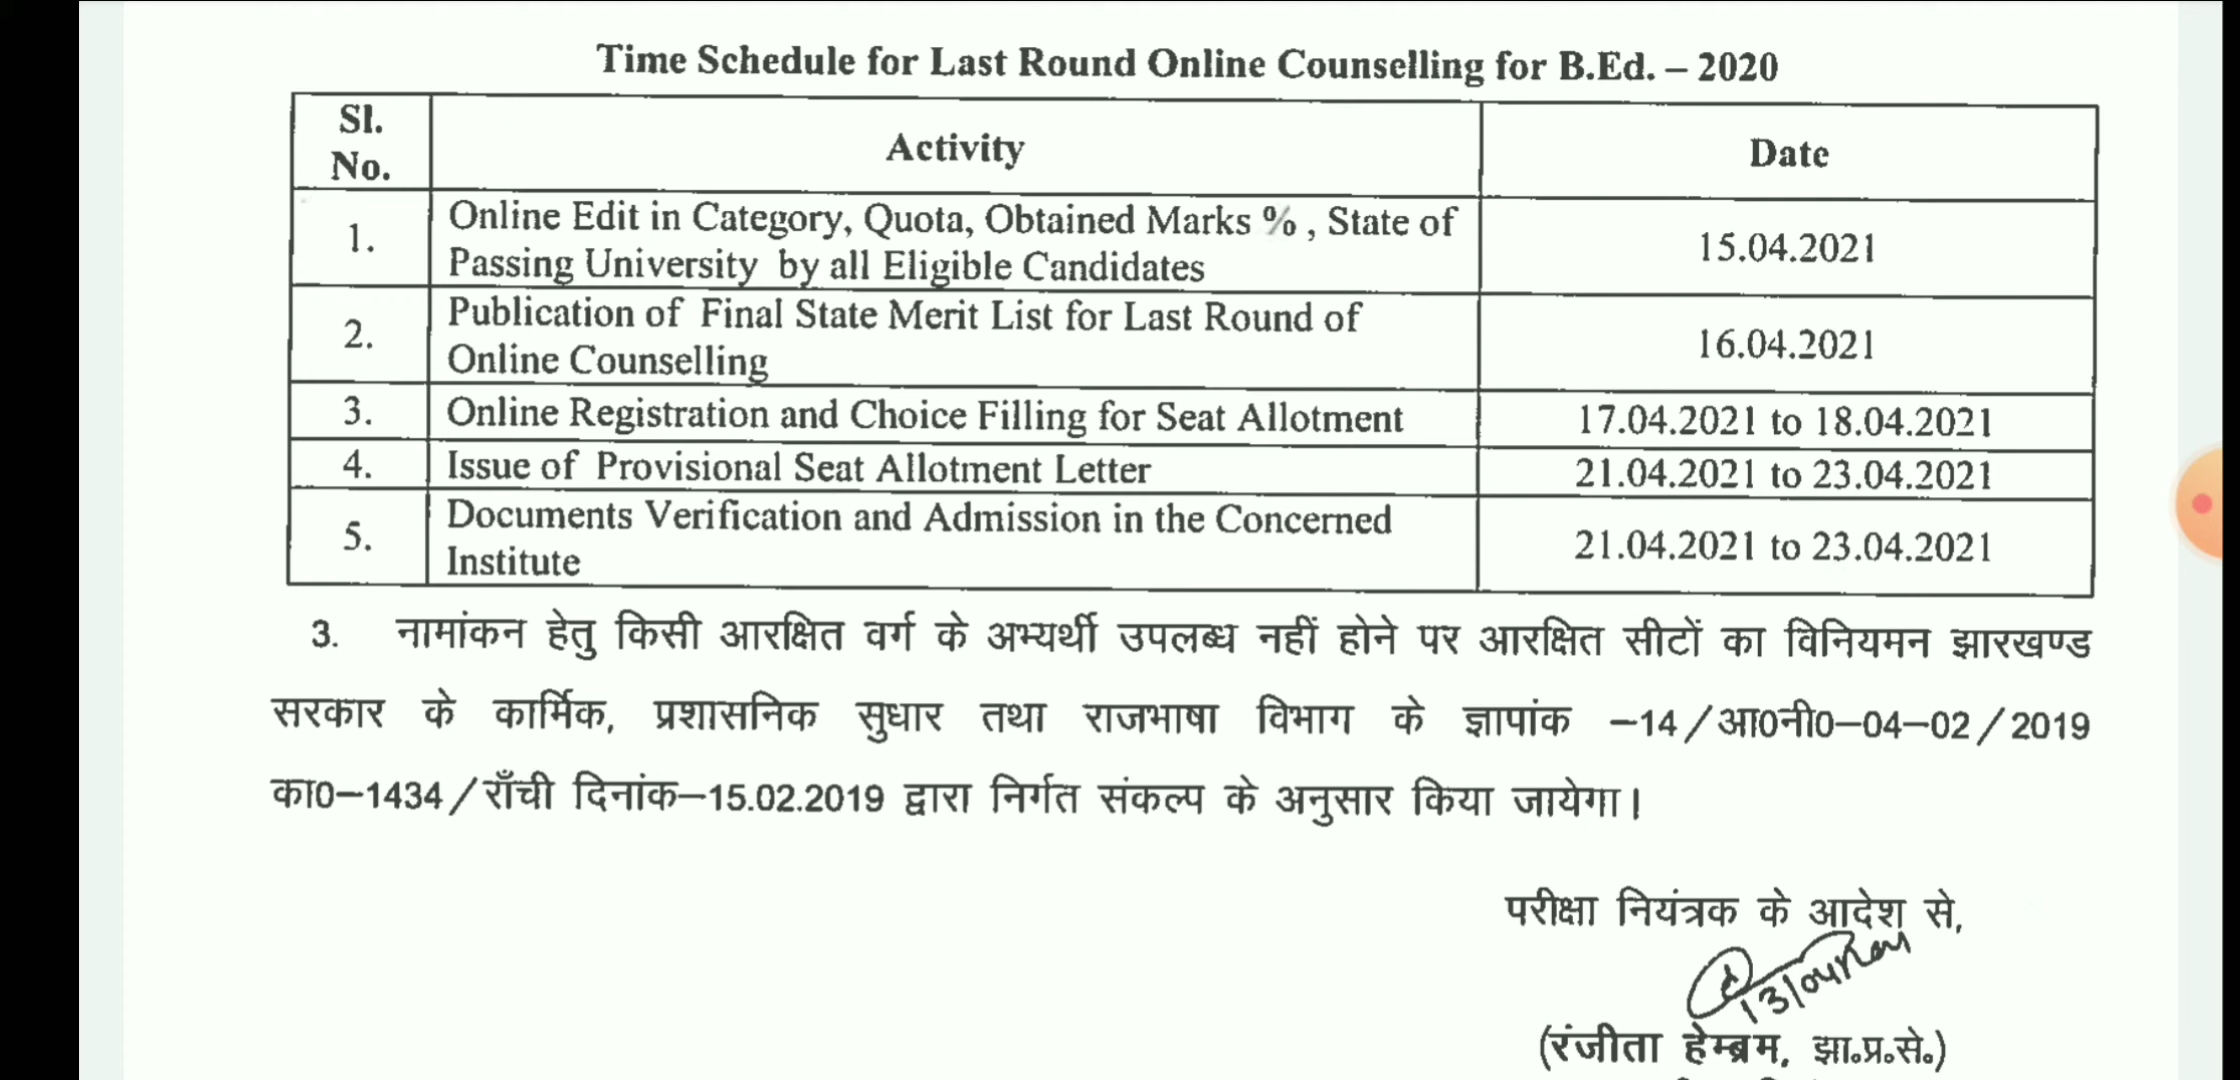 Time Schedule for Last Round Online Counselling for B.Ed. – 2020
Sl.
No.
Activity
Date
1.
Online Edit in Category, Quota, Obtained Marks % , State of
Passing University by all Eligible Candidates
15.04.2021
2.
Publication of Final State Merit List for Last Round of
Online Counselling
16.04.2021
3.
Online Registration and Choice Filling for Seat Allotment
17.04.2021 to 18.04.2021
4.
Issue of Provisional Seat Allotment Letter
21.04.2021 to 23.04.2021
5.
Documents Verification and Admission in the Concerned
Institute
21.04.2021 to 23.04.2021
3. नामांकन हेतु किसी आरक्षित वर्ग के अभ्यर्थी उपलब्ध नहीं होने पर आरक्षित सीटों का विनियमन झारखण्ड
सरकार के कार्मिक, प्रशासनिक सुधार तथा राजभाषा विभाग के ज्ञापांक –14/आ0नी0–04–02/2019
का0–1434/राँची दिनांक–15.02.2019 द्वारा निर्गत संकल्प के अनुसार किया जायेगा।
परीक्षा नियंत्रक के आदेश से,
(रंजीता हेम्ब्रम, झा.प्र.से.)